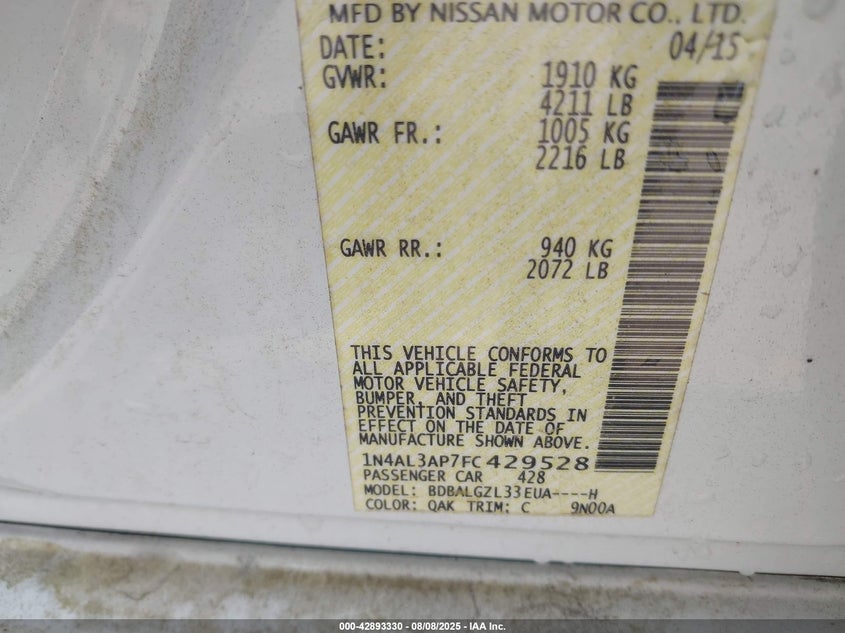 MFD BY NISSAN MOTOR CO., LTD.
DATE: 04/15
GVWR: 1910 KG
4211 LB
GAWR FR.: 1005 KG
2216 LB
GAWR RR.: 940 KG
2072 LB
THIS VEHICLE CONFORMS TO
ALL APPLICABLE FEDERAL
MOTOR VEHICLE SAFETY,
BUMPER, AND THEFT
PREVENTION STANDARDS IN
EFFECT ON THE DATE OF
MANUFACTURE SHOWN ABOVE.
1N4AL3AP7FC429528
PASSENGER CAR 428
MODEL: BDBALGZL33EUA----H
COLOR: QAK TRIM: C 9N00A
000-42893330 - 08/08/2025 - IAA Inc.